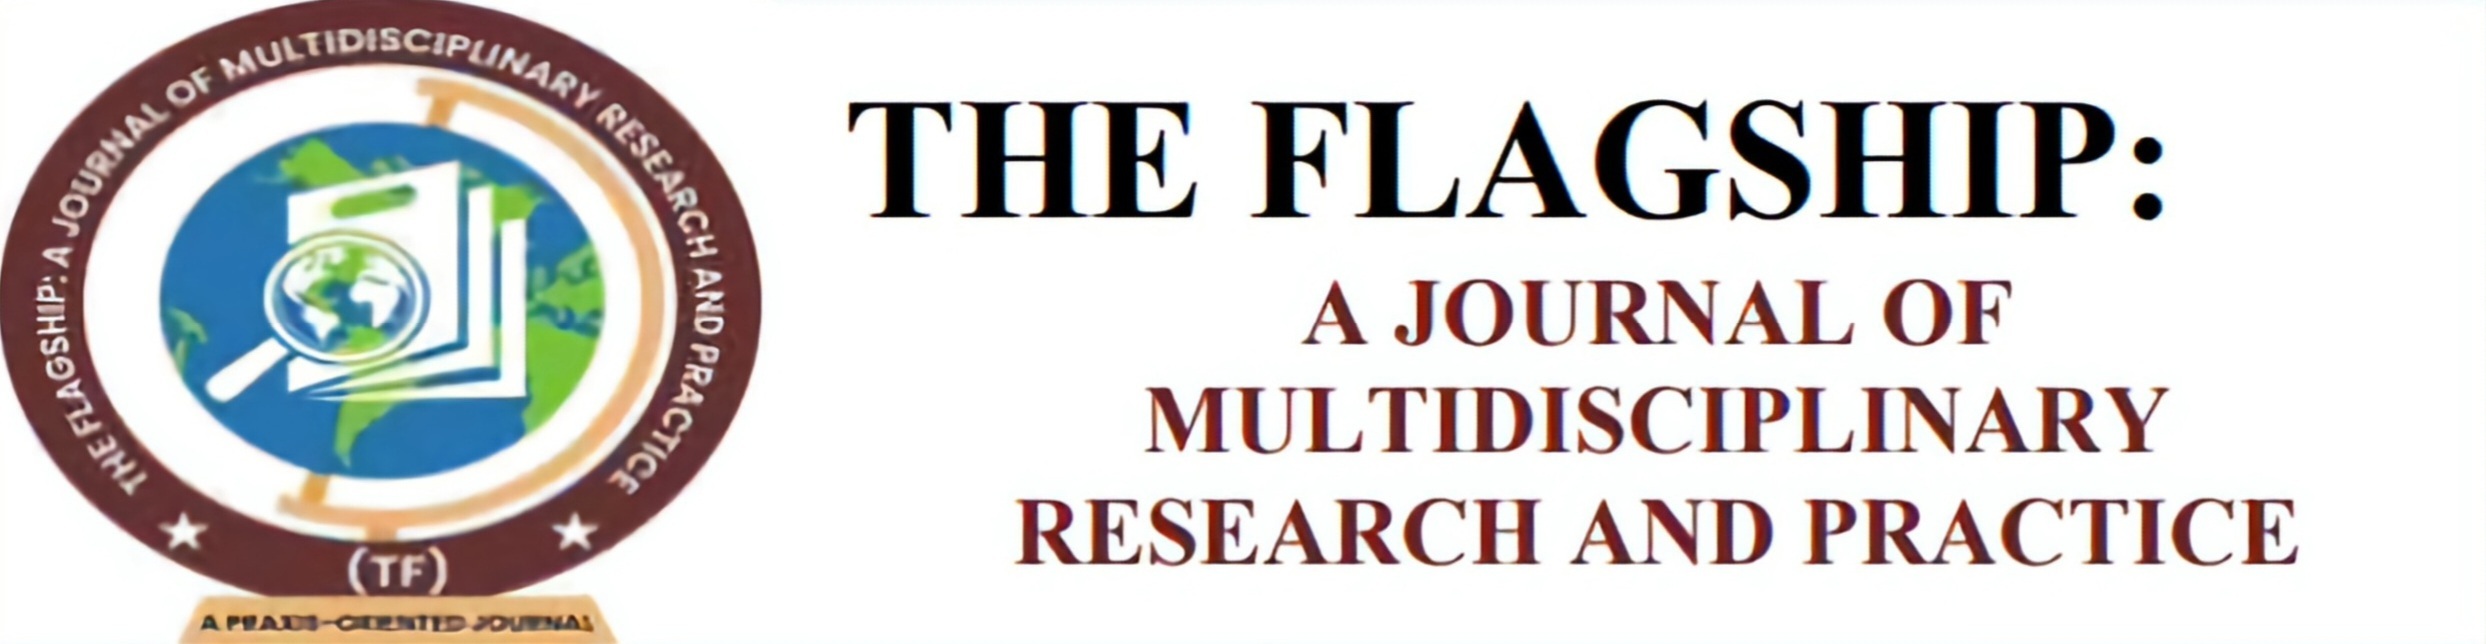 THE FLAGSHIP: A JOURNAL OF MULTIDISCIPLINARY RESEARCH AND PRACTICE
(TF)
A PRAXIS-ORIENTED JOURNAL
THE FLAGSHIP:
A JOURNAL OF
MULTIDISCIPLINARY
RESEARCH AND PRACTICE